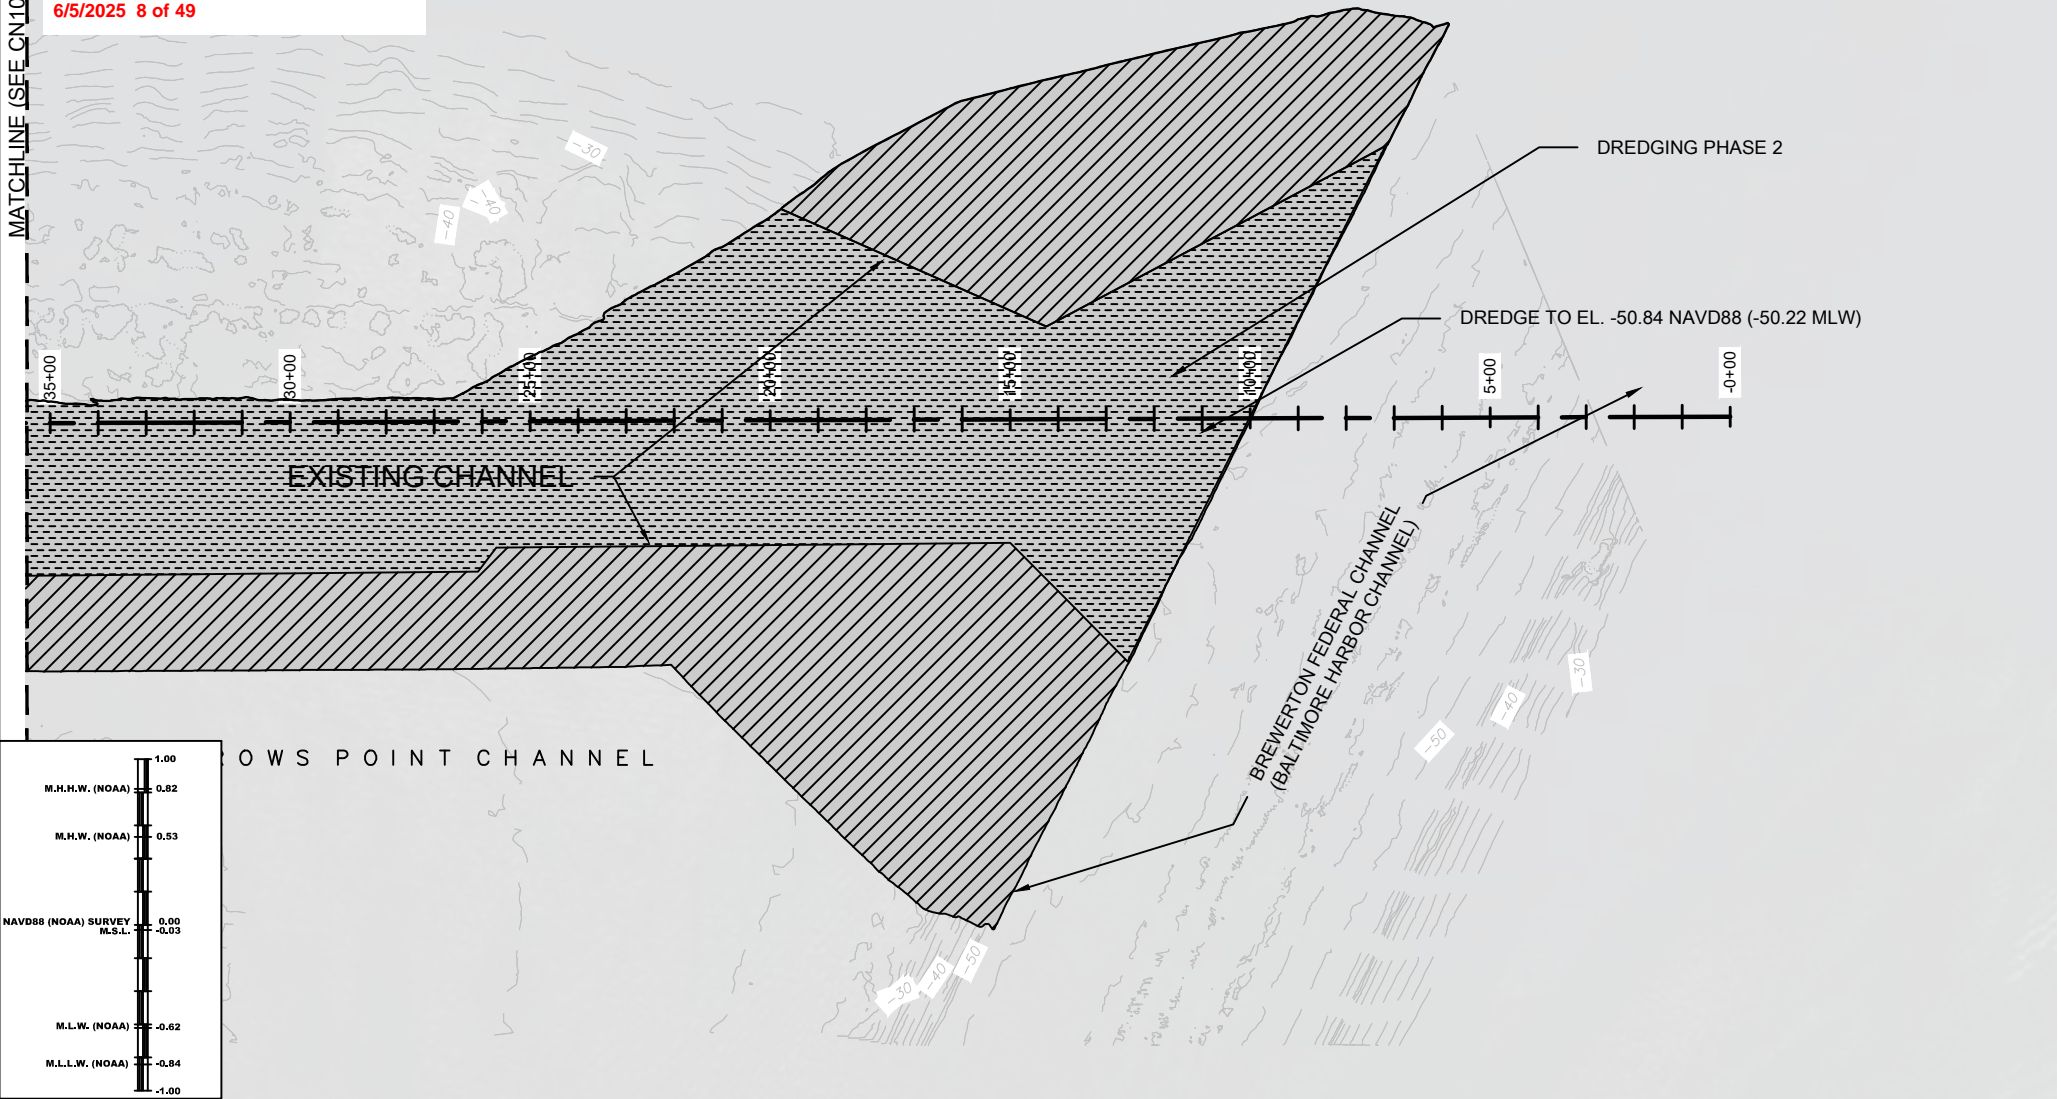 6/5/2025 8 of 49
MATCHLINE (SEE CN10
-30
-40
-40
DREDGING PHASE 2
DREDGE TO EL. -50.84 NAVD88 (-50.22 MLW)
35+00
30+00
25+00
20+00
15+00
10+00
5+00
-0+00
EXISTING CHANNEL
BREWERTON FEDERAL CHANNEL
(BALTIMORE HARBOR CHANNEL)
-30
-40
-50
OWS POINT CHANNEL
-50
-40
-30
1.00
M.H.H.W. (NOAA) 0.82
M.H.W. (NOAA) 0.53
NAVD88 (NOAA) SURVEY 0.00
M.S.L. -0.03
M.L.W. (NOAA) -0.62
M.L.L.W. (NOAA) -0.84
-1.00